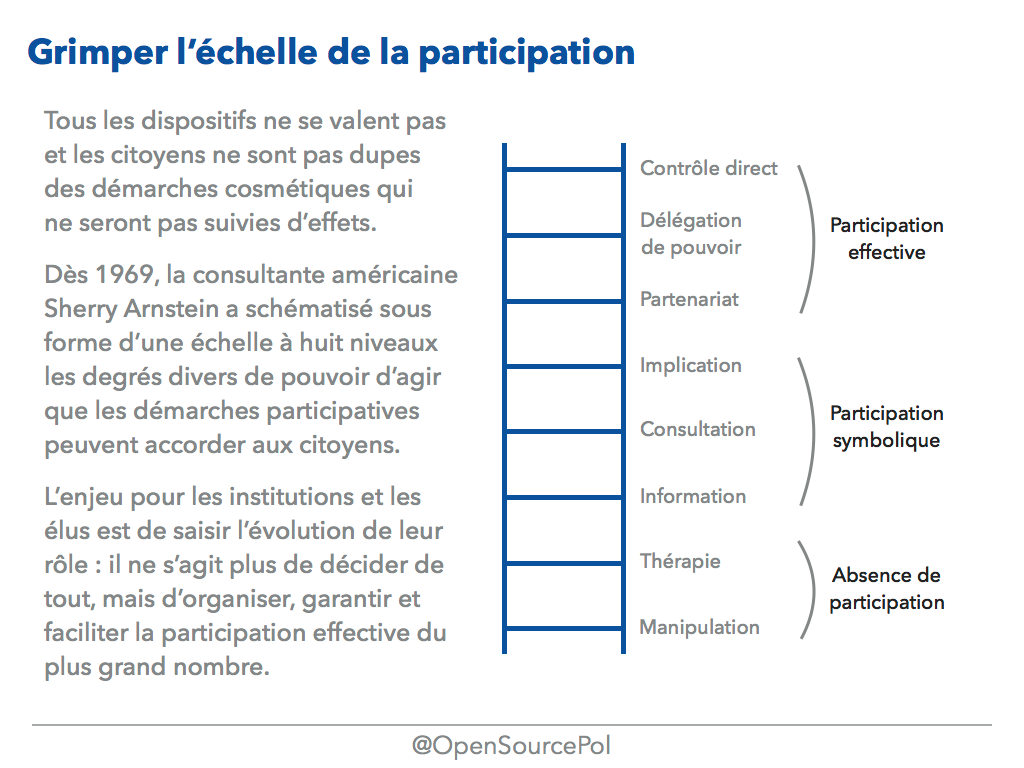 Grimper l’échelle de la participation
Tous les dispositifs ne se valent pas
et les citoyens ne sont pas dupes
des démarches cosmétiques qui
ne seront pas suivies d’effets.
Dès 1969, la consultante américaine
Sherry Arnstein a schématisé sous
forme d’une échelle à huit niveaux
les degrés divers de pouvoir d’agir
que les démarches participatives
peuvent accorder aux citoyens.
L’enjeu pour les institutions et les
élus est de saisir l’évolution de leur
rôle : il ne s’agit plus de décider de
tout, mais d’organiser, garantir et
faciliter la participation effective du
plus grand nombre.
Contrôle direct
Délégation
de pouvoir
Partenariat
Participation
effective
Implication
Consultation
Information
Participation
symbolique
Thérapie
Manipulation
Absence de
participation
@OpenSourcePol